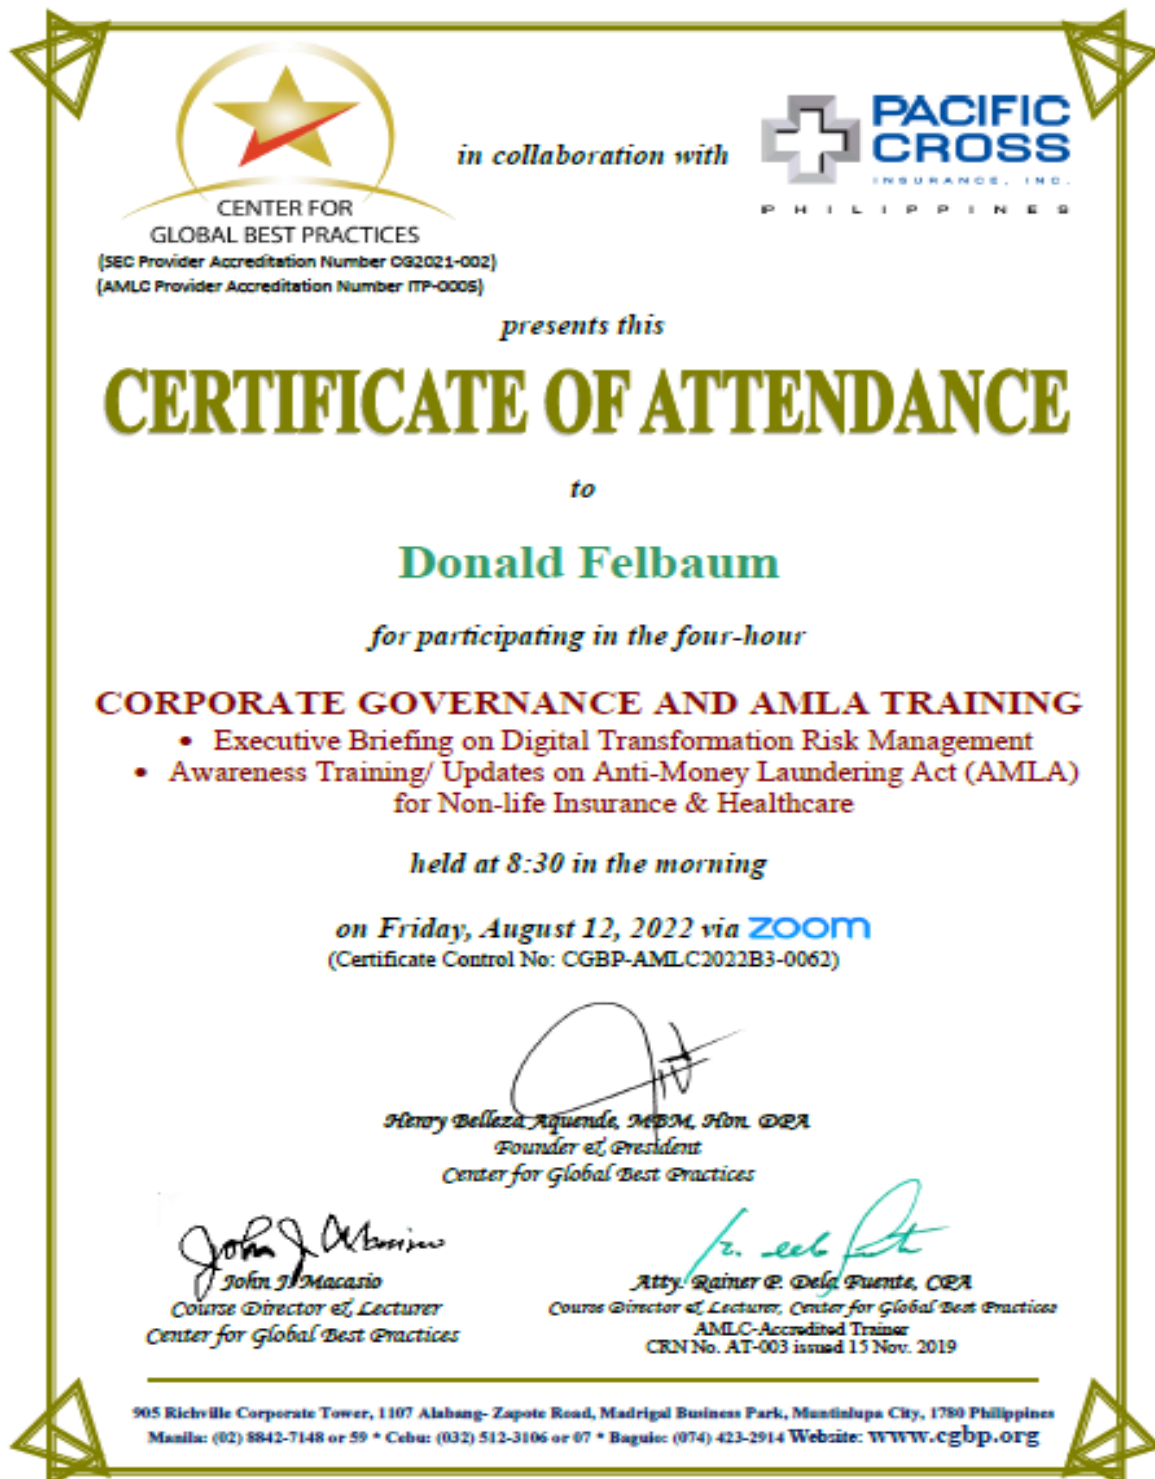 in collaboration with
PACIFIC
CROSS
INSURANCE, INC.
PHILIPPINES
CENTER FOR
GLOBAL BEST PRACTICES
(SEC Provider Accreditation Number CG2021-002)
(AMLC Provider Accreditation Number ITP-0005)
presents this
CERTIFICATE OF ATTENDANCE
to
Donald Felbaum
for participating in the four-hour
CORPORATE GOVERNANCE AND AMLA TRAINING
• Executive Briefing on Digital Transformation Risk Management
• Awareness Training/ Updates on Anti-Money Laundering Act (AMLA)
for Non-life Insurance & Healthcare
held at 8:30 in the morning
on Friday, August 12, 2022 via zoom
(Certificate Control No: CGBP-AMLC2022B3-0062)
Henry Belleza Aquende, MBM, Hon. DPA
Founder & President
Center for Global Best Practices
John J. Macasio
Course Director & Lecturer
Center for Global Best Practices
Atty. Rainer P. Dela Fuente, CPA
Course Director & Lecturer, Center for Global Best Practices
AMLC-Accredited Trainer
CRN No. AT-003 issued 15 Nov. 2019
905 Richville Corporate Tower, 1107 Alabang- Zapote Road, Madrigal Business Park, Muntinlupa City, 1780 Philippines
Manila: (02) 8842-7148 or 59 * Cebu: (032) 512-3106 or 07 * Baguio: (074) 423-2914 Website: www.cgbp.org